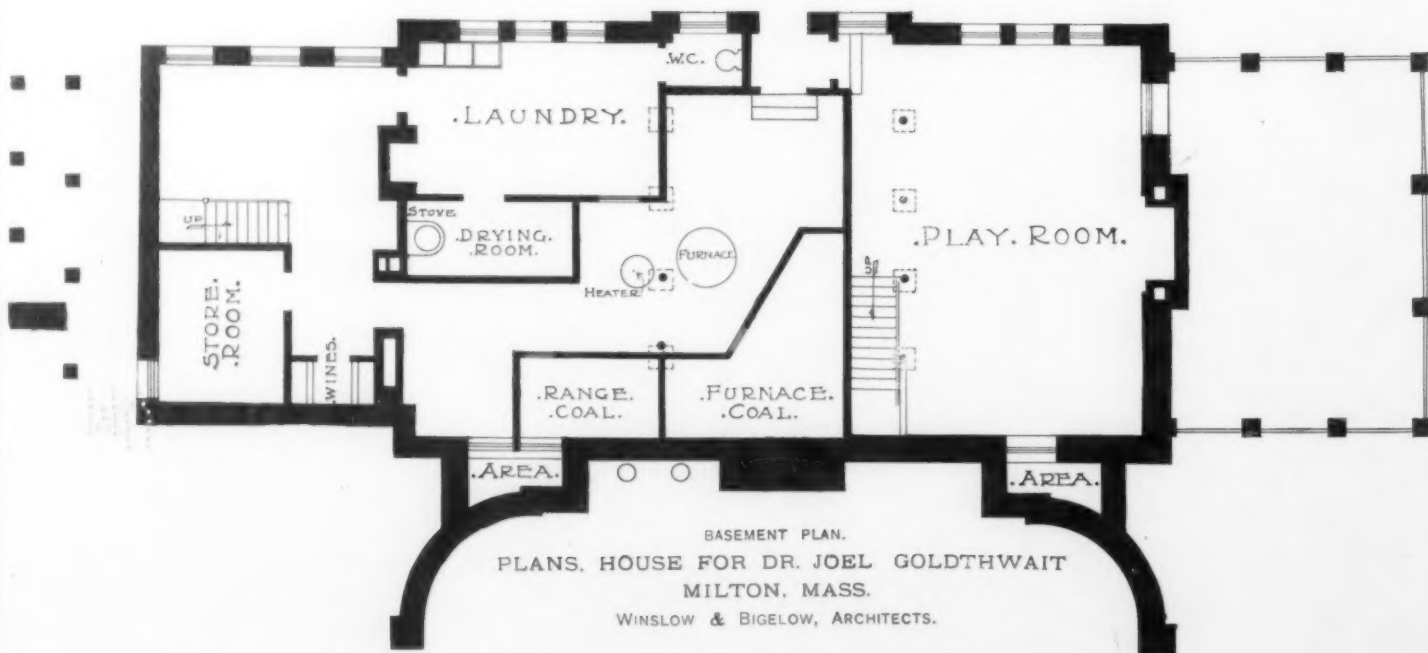 W.C.
.LAUNDRY.
STOVE
.DRYING.
ROOM.
UP
FURNACE
HEATER
.PLAY. ROOM.
UP
STORE.
ROOM.
.WINES.
.RANGE.
.COAL.
FURNACE.
.COAL.
.AREA.
.AREA.
BASEMENT PLAN.
PLANS, HOUSE FOR DR. JOEL GOLDTHWAIT
MILTON, MASS.
WINSLOW & BIGELOW, ARCHITECTS.